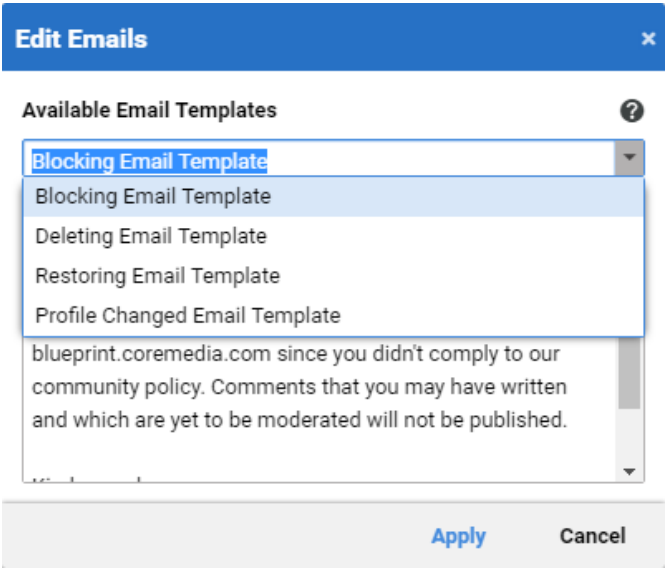 Edit Emails
Available Email Templates
Blocking Email Template
Blocking Email Template
Deleting Email Template
Restoring Email Template
Profile Changed Email Template
blueprint.coremedia.com since you didn't comply to our
community policy. Comments that you may have written
and which are yet to be moderated will not be published.
Apply Cancel